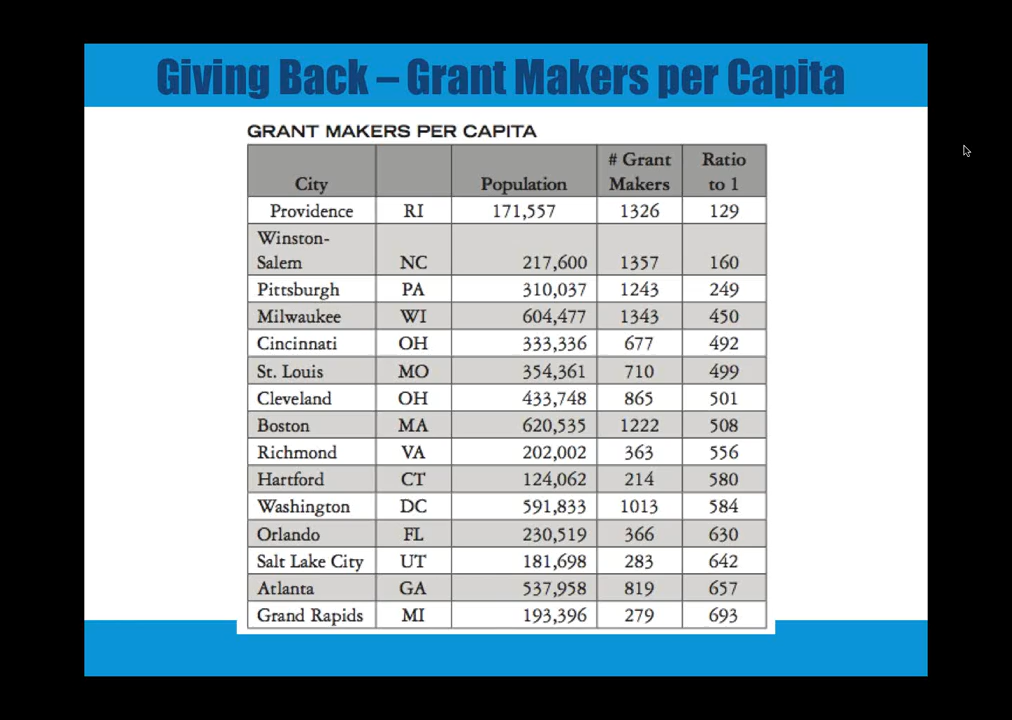 Giving Back – Grant Makers per Capita
GRANT MAKERS PER CAPITA
City Population # Grant Makers Ratio to 1
Providence RI 171,557 1326 129
Winston-Salem NC 217,600 1357 160
Pittsburgh PA 310,037 1243 249
Milwaukee WI 604,477 1343 450
Cincinnati OH 333,336 677 492
St. Louis MO 354,361 710 499
Cleveland OH 433,748 865 501
Boston MA 620,535 1222 508
Richmond VA 202,002 363 556
Hartford CT 124,062 214 580
Washington DC 591,833 1013 584
Orlando FL 230,519 366 630
Salt Lake City UT 181,698 283 642
Atlanta GA 537,958 819 657
Grand Rapids MI 193,396 279 693